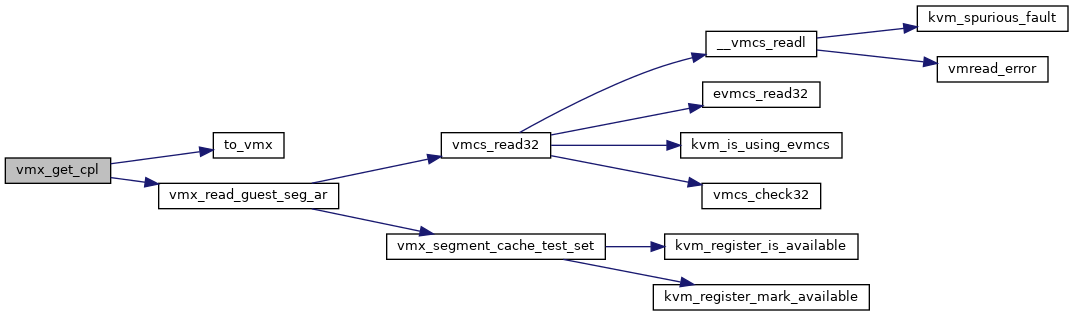 vmx_get_cpl
to_vmx
vmx_read_guest_seg_ar
vmcs_read32
__vmcs_readl
kvm_spurious_fault
vmread_error
evmcs_read32
kvm_is_using_evmcs
vmcs_check32
vmx_segment_cache_test_set
kvm_register_is_available
kvm_register_mark_available